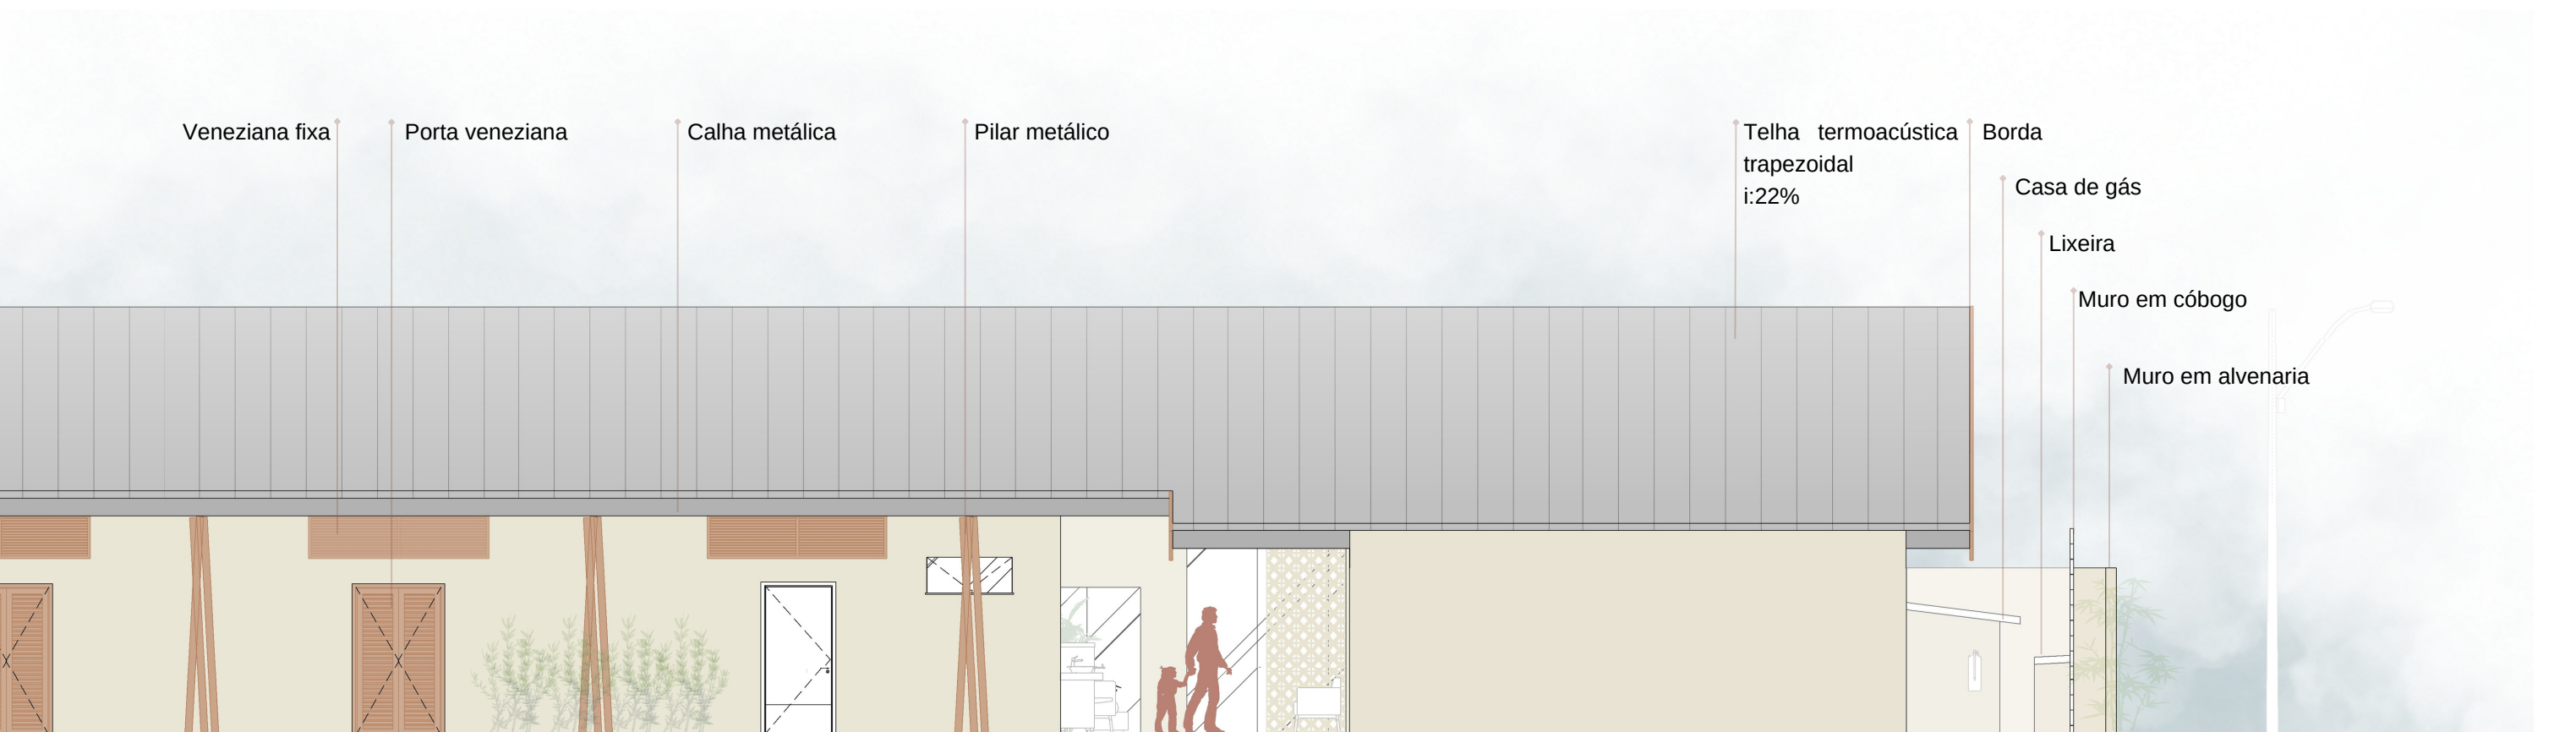 Veneziana fixa
Porta veneziana
Calha metálica
Pilar metálico
Telha termoacústica
trapezoidal
i:22%
Borda
Casa de gás
Lixeira
Muro em cóbogo
Muro em alvenaria